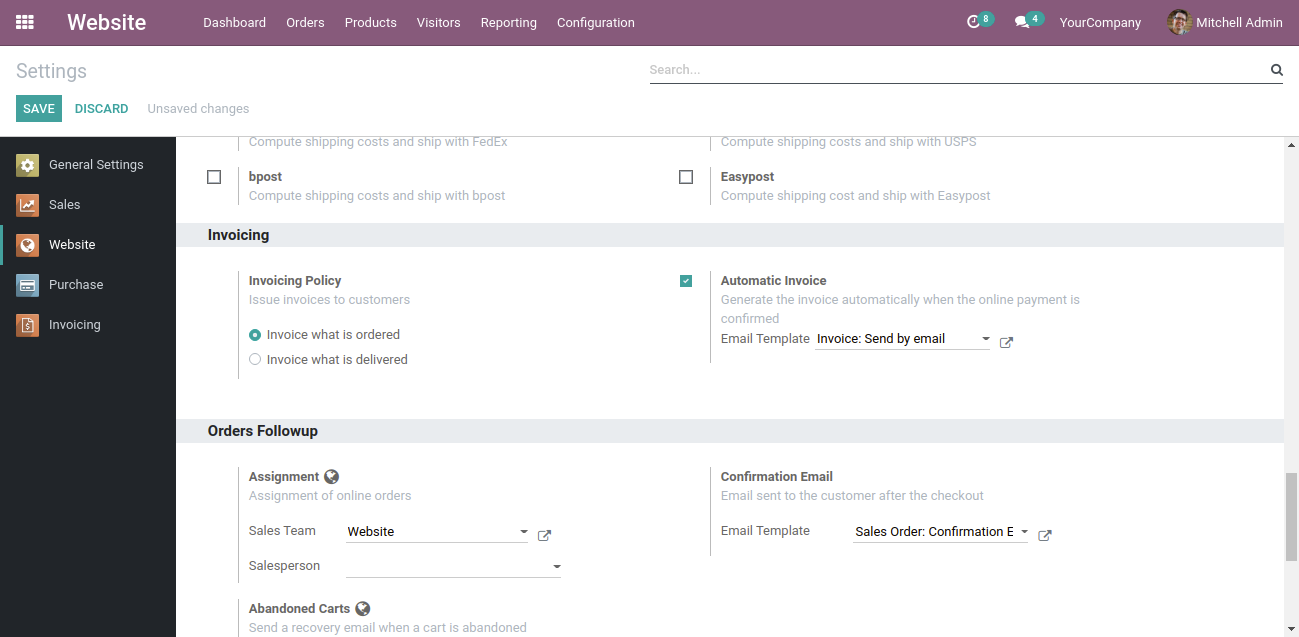 Website
Dashboard Orders Products Visitors Reporting Configuration
8
4
YourCompany
Mitchell Admin
Settings
Search...
SAVE DISCARD Unsaved changes
General Settings
Sales
Website
Purchase
Invoicing
Compute shipping costs and ship with FedEx
Compute shipping costs and ship with USPS
bpost
Compute shipping costs and ship with bpost
Easypost
Compute shipping cost and ship with Easypost
Invoicing
Invoicing Policy
Issue invoices to customers
Invoice what is ordered
Invoice what is delivered
Automatic Invoice
Generate the invoice automatically when the online payment is
confirmed
Email Template Invoice: Send by email
Orders Followup
Assignment
Assignment of online orders
Sales Team Website
Salesperson
Confirmation Email
Email sent to the customer after the checkout
Email Template Sales Order: Confirmation E
Abandoned Carts
Send a recovery email when a cart is abandoned